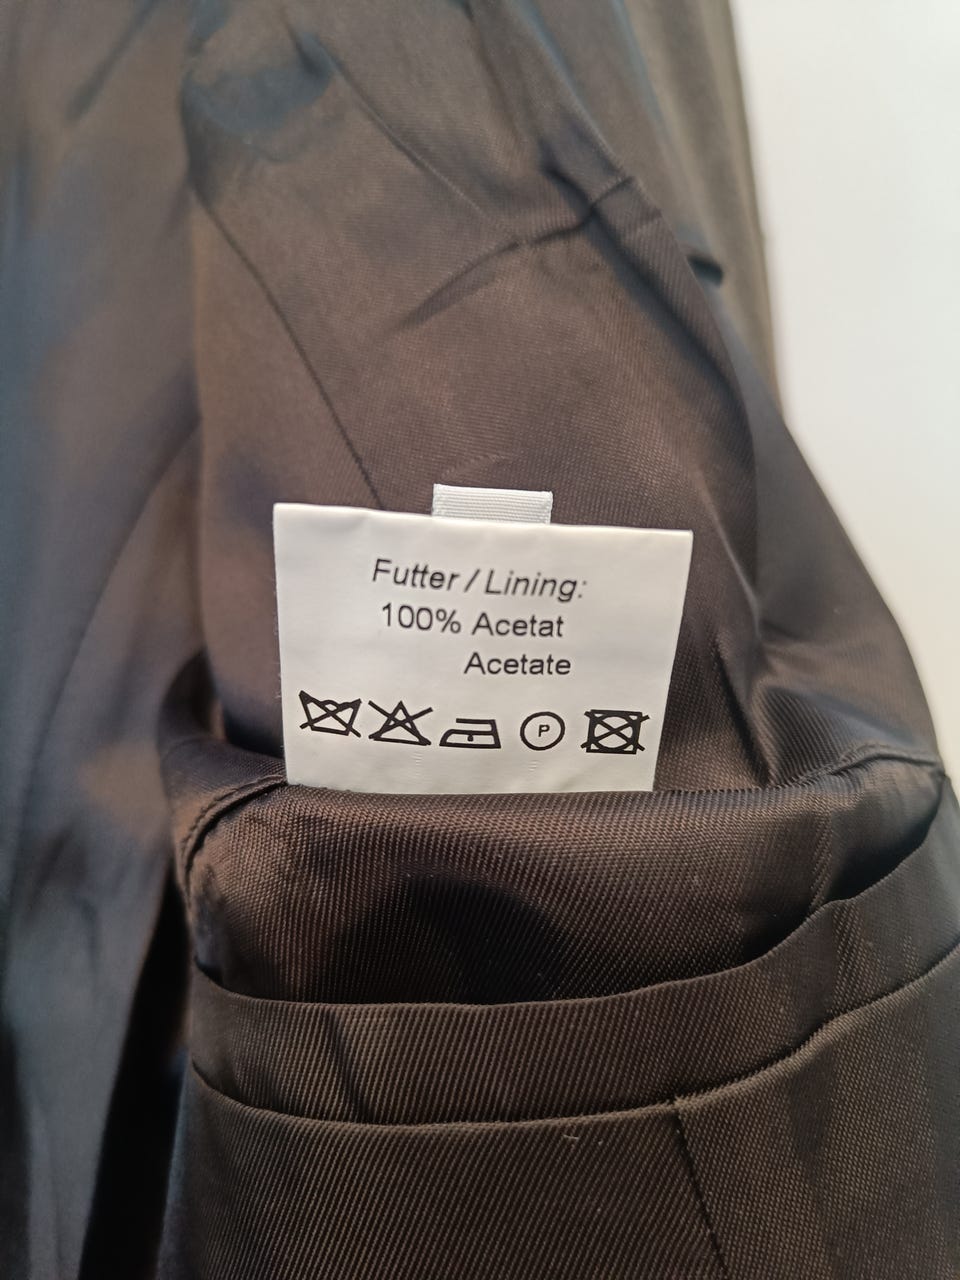 Futter / Lining:
100% Acetat
Acetate
P